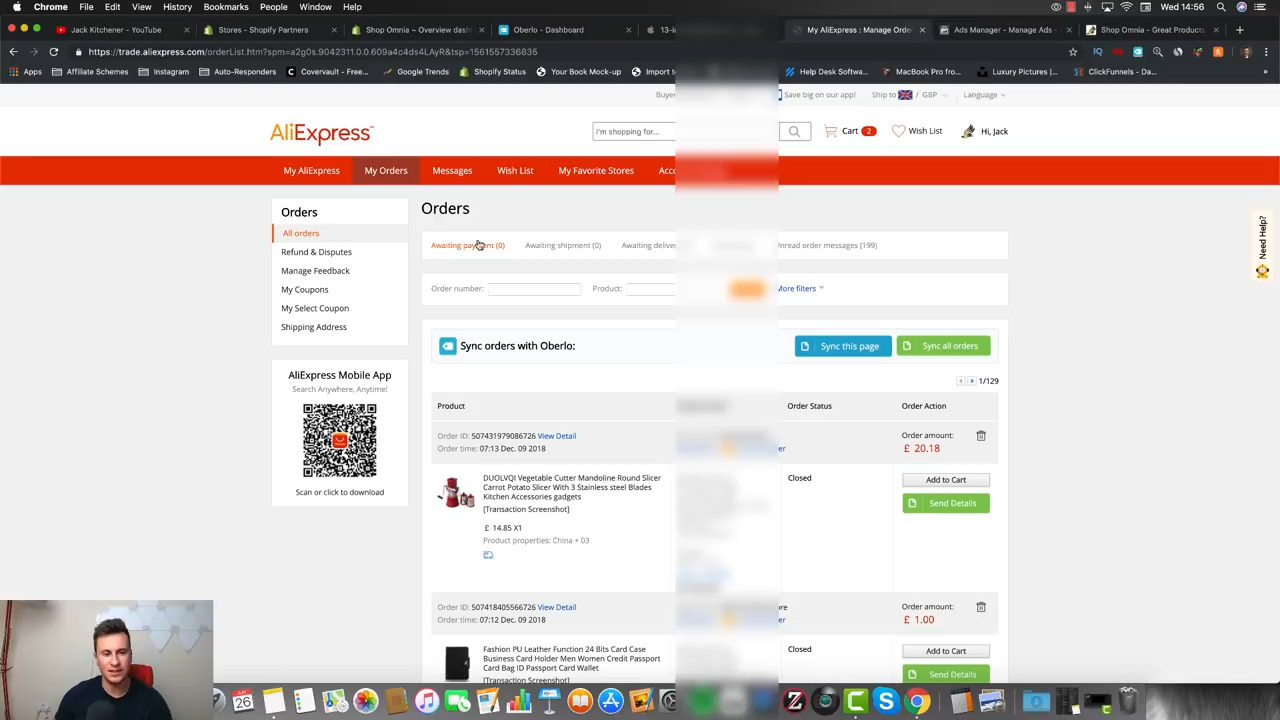 Chrome File Edit View History Bookmarks People Window Help
Wed 14:56
Jack Kitchener - YouTube
Stores - Shopify Partners
Shop Omnia ~ Overview dash
Oberlo - Dashboard
13-i
My AliExpress : Manage Order
Ads Manager - Manage Ads -
Shop Omnia - Great Products
https://trade.aliexpress.com/orderList.htm?spm=a2g0s.9042311.0.0.609a4c4ds4LAyR&tsp=1561557336835
Apps Affiliate Schemes Instagram Auto-Responders Covervault - Free... Google Trends Shopify Status Your Book Mock-up Import to Help Desk Softwa... MacBook Pro fro... Luxury Pictures |... ClickFunnels - Da...
Save big on our app! Ship to / GBP Language
AliExpress
I'm shopping for...
Cart 2 Wish List Hi, Jack
My AliExpress My Orders Messages Wish List My Favorite Stores
Orders
All orders
Refund & Disputes
Manage Feedback
My Coupons
My Select Coupon
Shipping Address
AliExpress Mobile App
Search Anywhere, Anytime!
Scan or click to download
Orders
Awaiting payment (0) Awaiting shipment (0) Unread order messages (199)
Order number: Product: More filters
Sync orders with Oberlo: Sync this page Sync all orders
1/129
Product Order Status Order Action
Order ID: 507431979086726 View Detail
Order time: 07:13 Dec. 09 2018
Order amount:
£ 20.18
DUOLVQI Vegetable Cutter Mandoline Round Slicer
Carrot Potato Slicer With 3 Stainless steel Blades
Kitchen Accessories gadgets
[Transaction Screenshot]
£ 14.85 X1
Product properties: China + 03
Closed
Add to Cart
Send Details
Order ID: 507418405566726 View Detail
Order time: 07:12 Dec. 09 2018
Order amount:
£ 1.00
Fashion PU Leather Function 24 Bits Card Case
Business Card Holder Men Women Credit Passport
Card Bag ID Passport Card Wallet
[Transaction Screenshot]
Closed
Add to Cart
Send Details
Need Help?
26